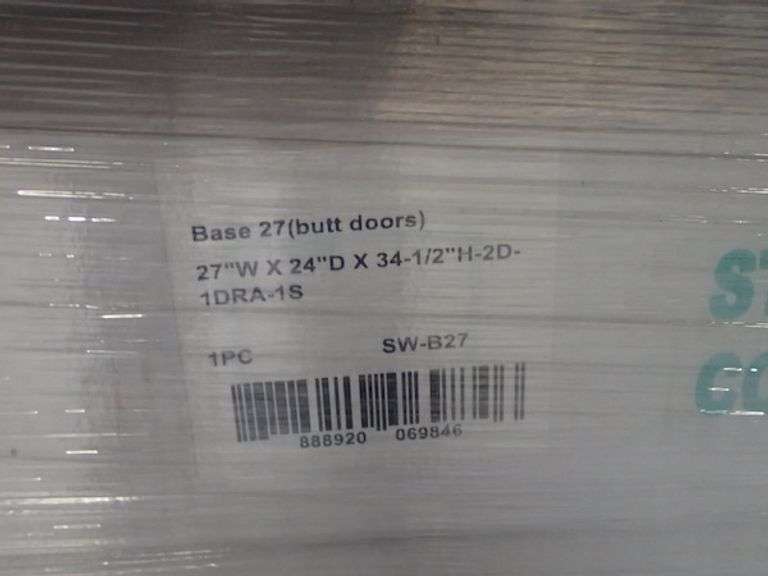 Base 27(butt doors)
27"W X 24"D X 34-1/2"H-2D-
1DRA-1S
1PC SW-B27
888920 069846